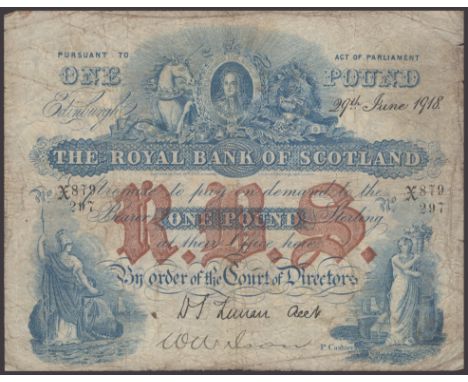 PURSUANT TO ACT OF PARLIAMENT
ONE POUND
Edinburgh 29th June 1918.
THE ROYAL BANK OF SCOTLAND
No X879/297 No X879/297
Promise to pay on demand to the
Bearer ONE POUND Sterling
R.B.S.
at their Office here
By order of the Court of Directors
Acct
P Cashier